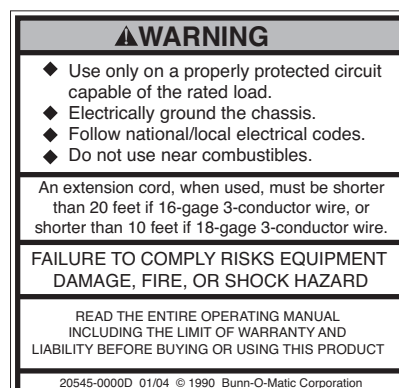 ⚠WARNING
◆ Use only on a properly protected circuit
capable of the rated load.
◆ Electrically ground the chassis.
◆ Follow national/local electrical codes.
◆ Do not use near combustibles.
An extension cord, when used, must be shorter
than 20 feet if 16-gage 3-conductor wire, or
shorter than 10 feet if 18-gage 3-conductor wire.
FAILURE TO COMPLY RISKS EQUIPMENT
DAMAGE, FIRE, OR SHOCK HAZARD
READ THE ENTIRE OPERATING MANUAL
INCLUDING THE LIMIT OF WARRANTY AND
LIABILITY BEFORE BUYING OR USING THIS PRODUCT
20545-0000D 01/04 © 1990 Bunn-O-Matic Corporation